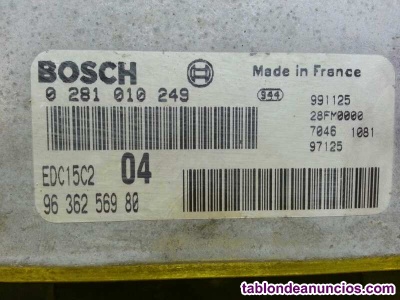 BOSCH
Made in France
0 281 010 249
944
991125
28FM0000
7046 1081
97125
EDC15C2 04
96 362 569 80
www.tablondeanuncios.com